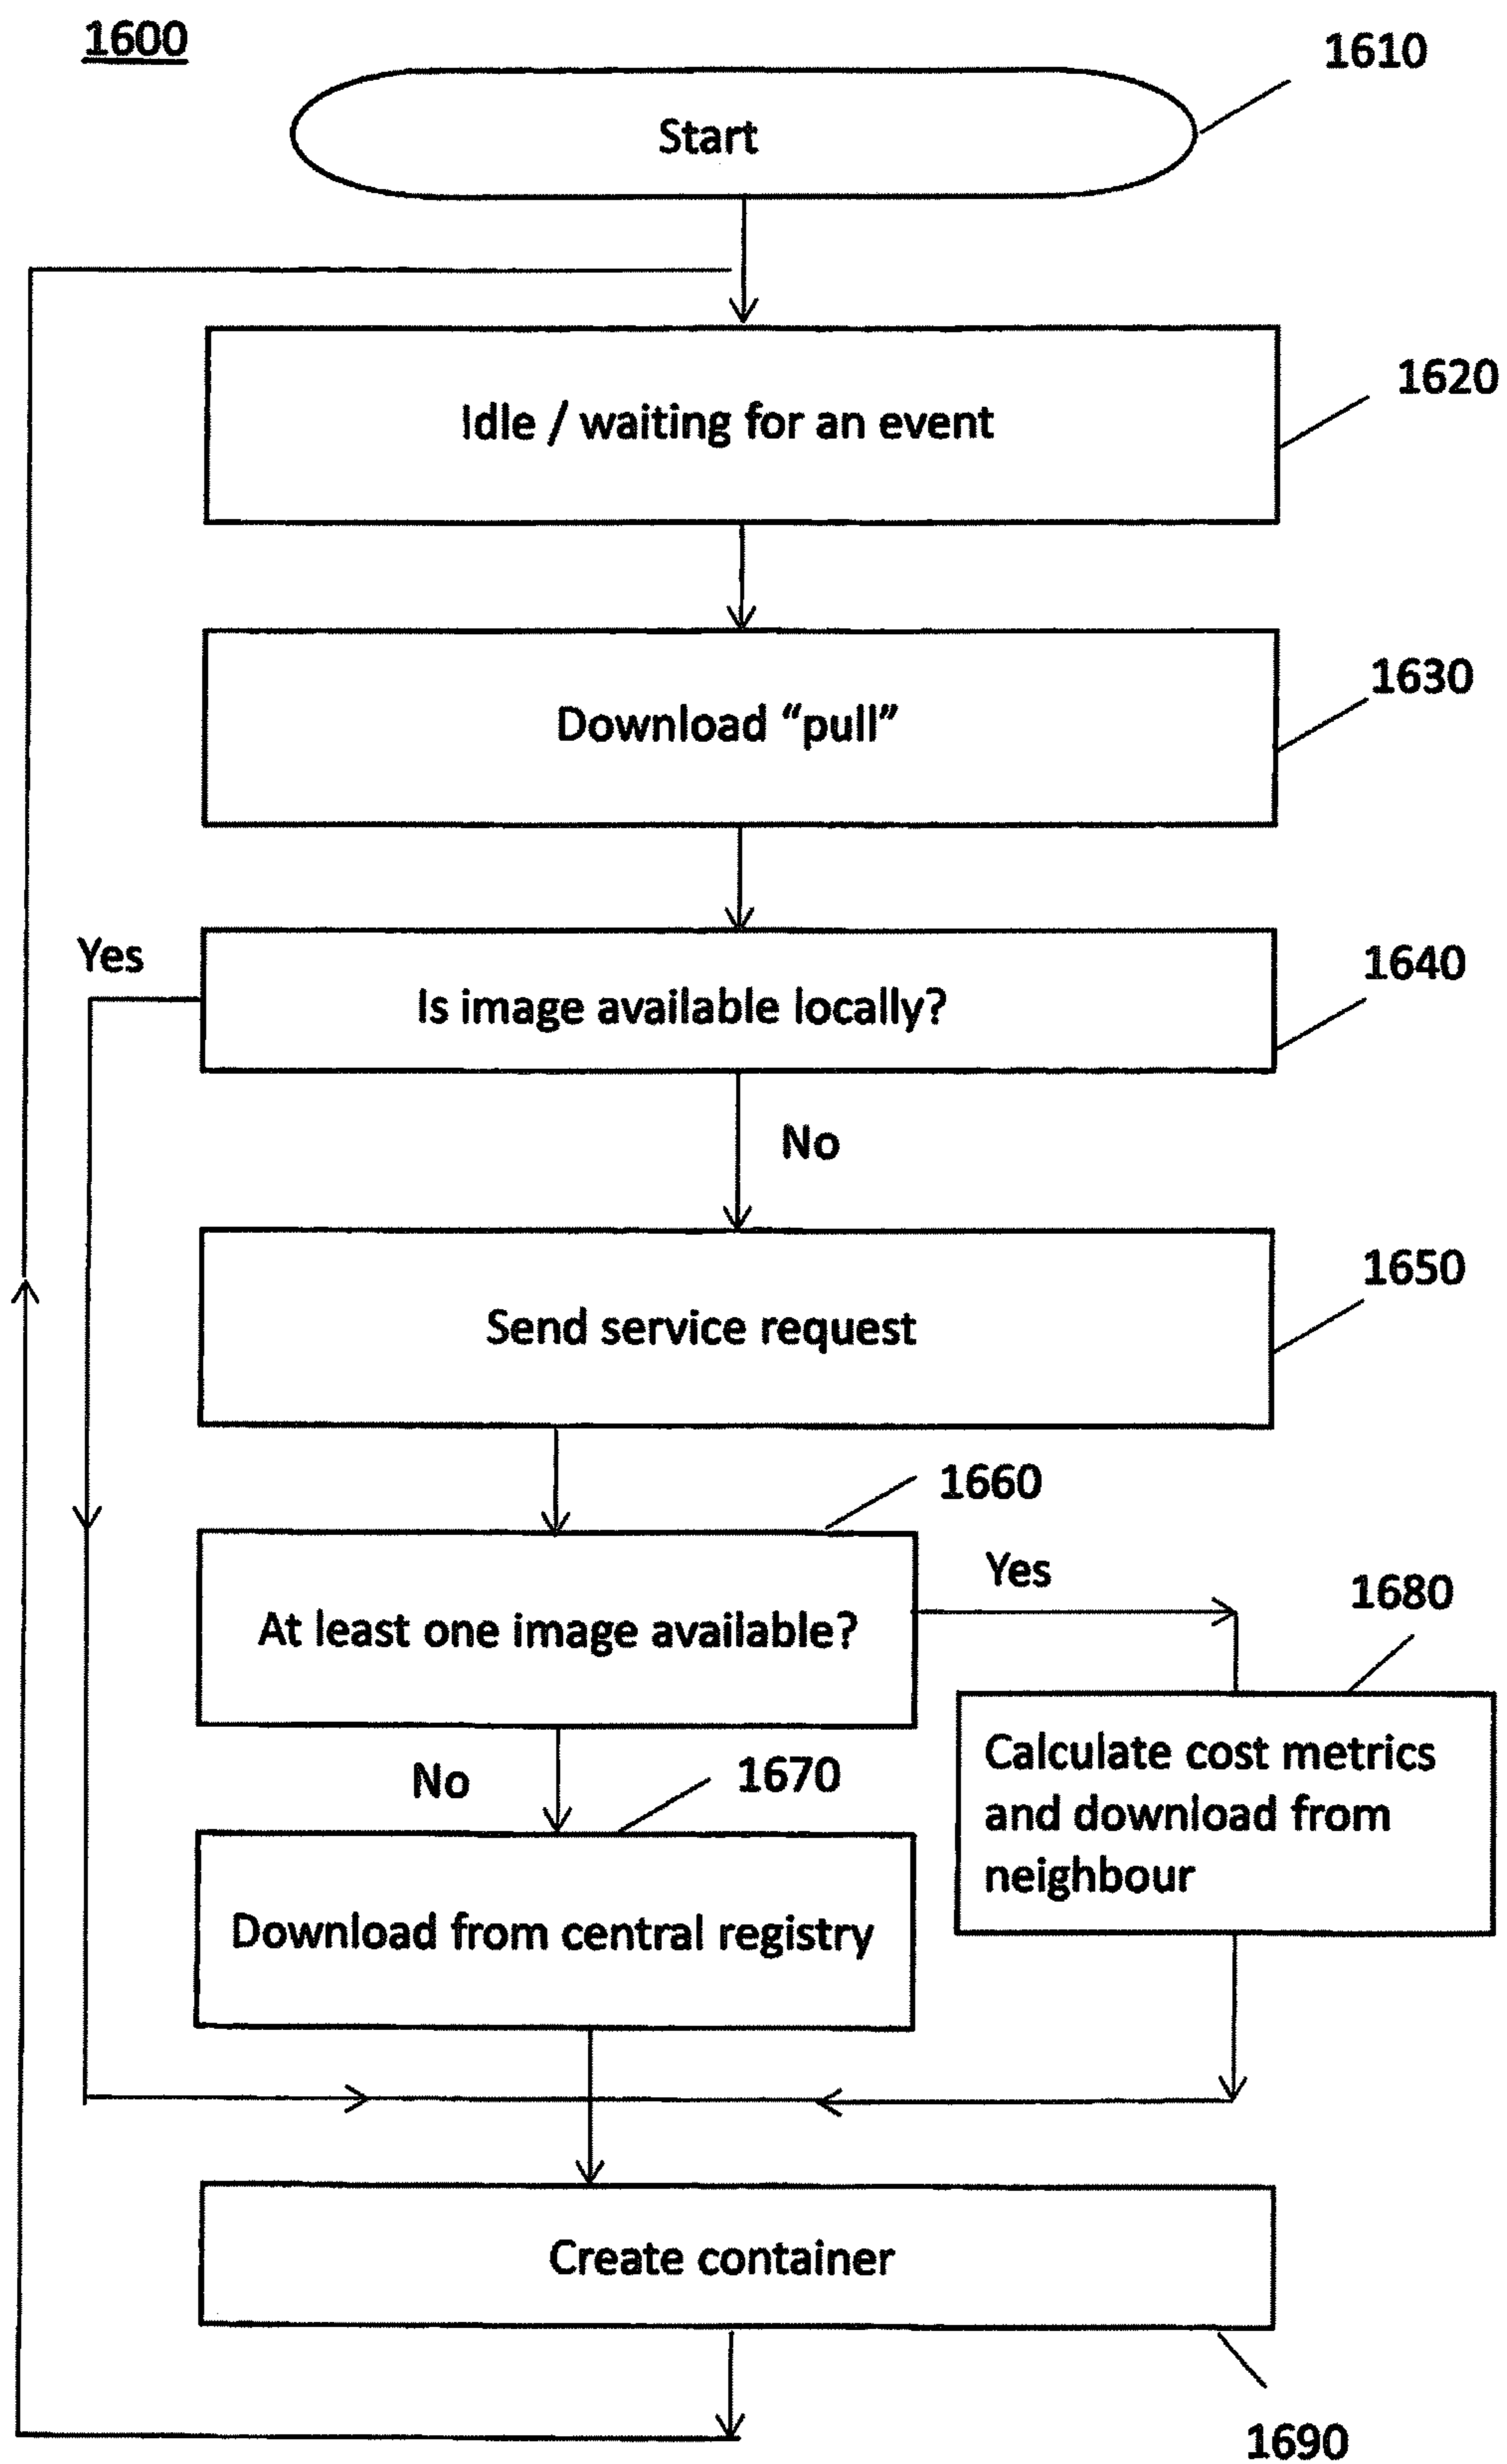 1600
1610
Start
Idle / waiting for an event
1620
Download “pull”
1630
Yes
Is image available locally?
1640
No
Send service request
1650
1660
At least one image available?
Yes
1680
Calculate cost metrics
and download from
neighbour
No
1670
Download from central registry
Create container
1690